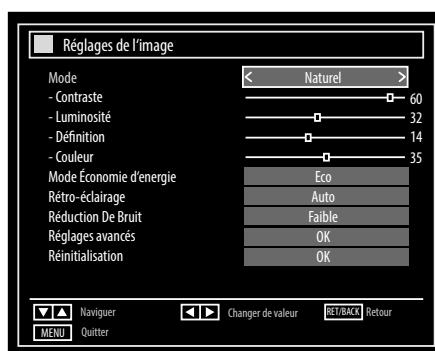 Réglages de l'image
Mode < Naturel >
- Contraste 60
- Luminosité 32
- Définition 14
- Couleur 35
Mode Économie d'energie Eco
Rétro-éclairage Auto
Réduction De Bruit Faible
Réglages avancés OK
Réinitialisation OK
▼▲ Naviguer ◄► Changer de valeur RET/BACK Retour
MENU Quitter